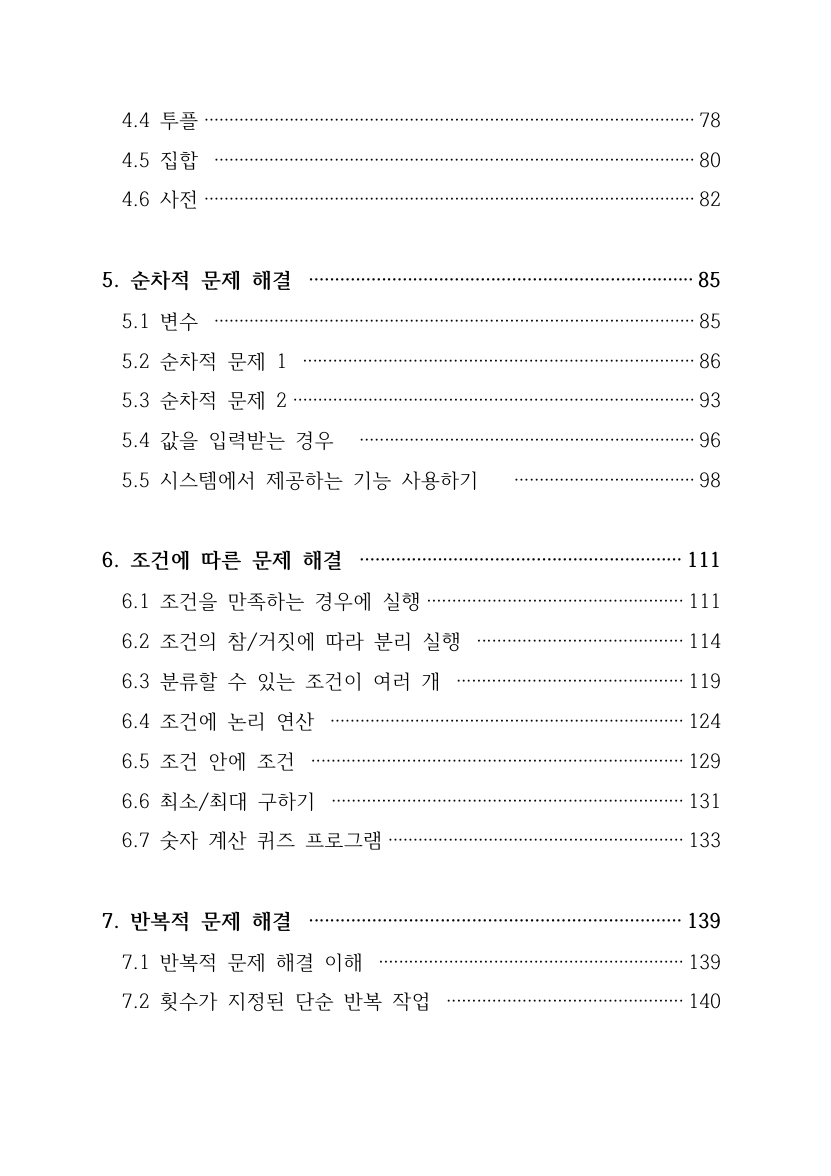 4.4 투플 ································································ 78
4.5 집합 ································································ 80
4.6 사전 ································································ 82
5. 순차적 문제 해결 ···················································· 85
5.1 변수 ································································ 85
5.2 순차적 문제 1 ······················································ 86
5.3 순차적 문제 2 ······················································ 93
5.4 값을 입력받는 경우 ················································ 96
5.5 시스템에서 제공하는 기능 사용하기 ···························· 98
6. 조건에 따른 문제 해결 ············································ 111
6.1 조건을 만족하는 경우에 실행 ···································· 111
6.2 조건의 참/거짓에 따라 분리 실행 ······························ 114
6.3 분류할 수 있는 조건이 여러 개 ································ 119
6.4 조건에 논리 연산 ·················································· 124
6.5 조건 안에 조건 ···················································· 129
6.6 최소/최대 구하기 ·················································· 131
6.7 숫자 계산 퀴즈 프로그램 ········································ 133
7. 반복적 문제 해결 ·················································· 139
7.1 반복적 문제 해결 이해 ············································ 139
7.2 횟수가 지정된 단순 반복 작업 ·································· 140